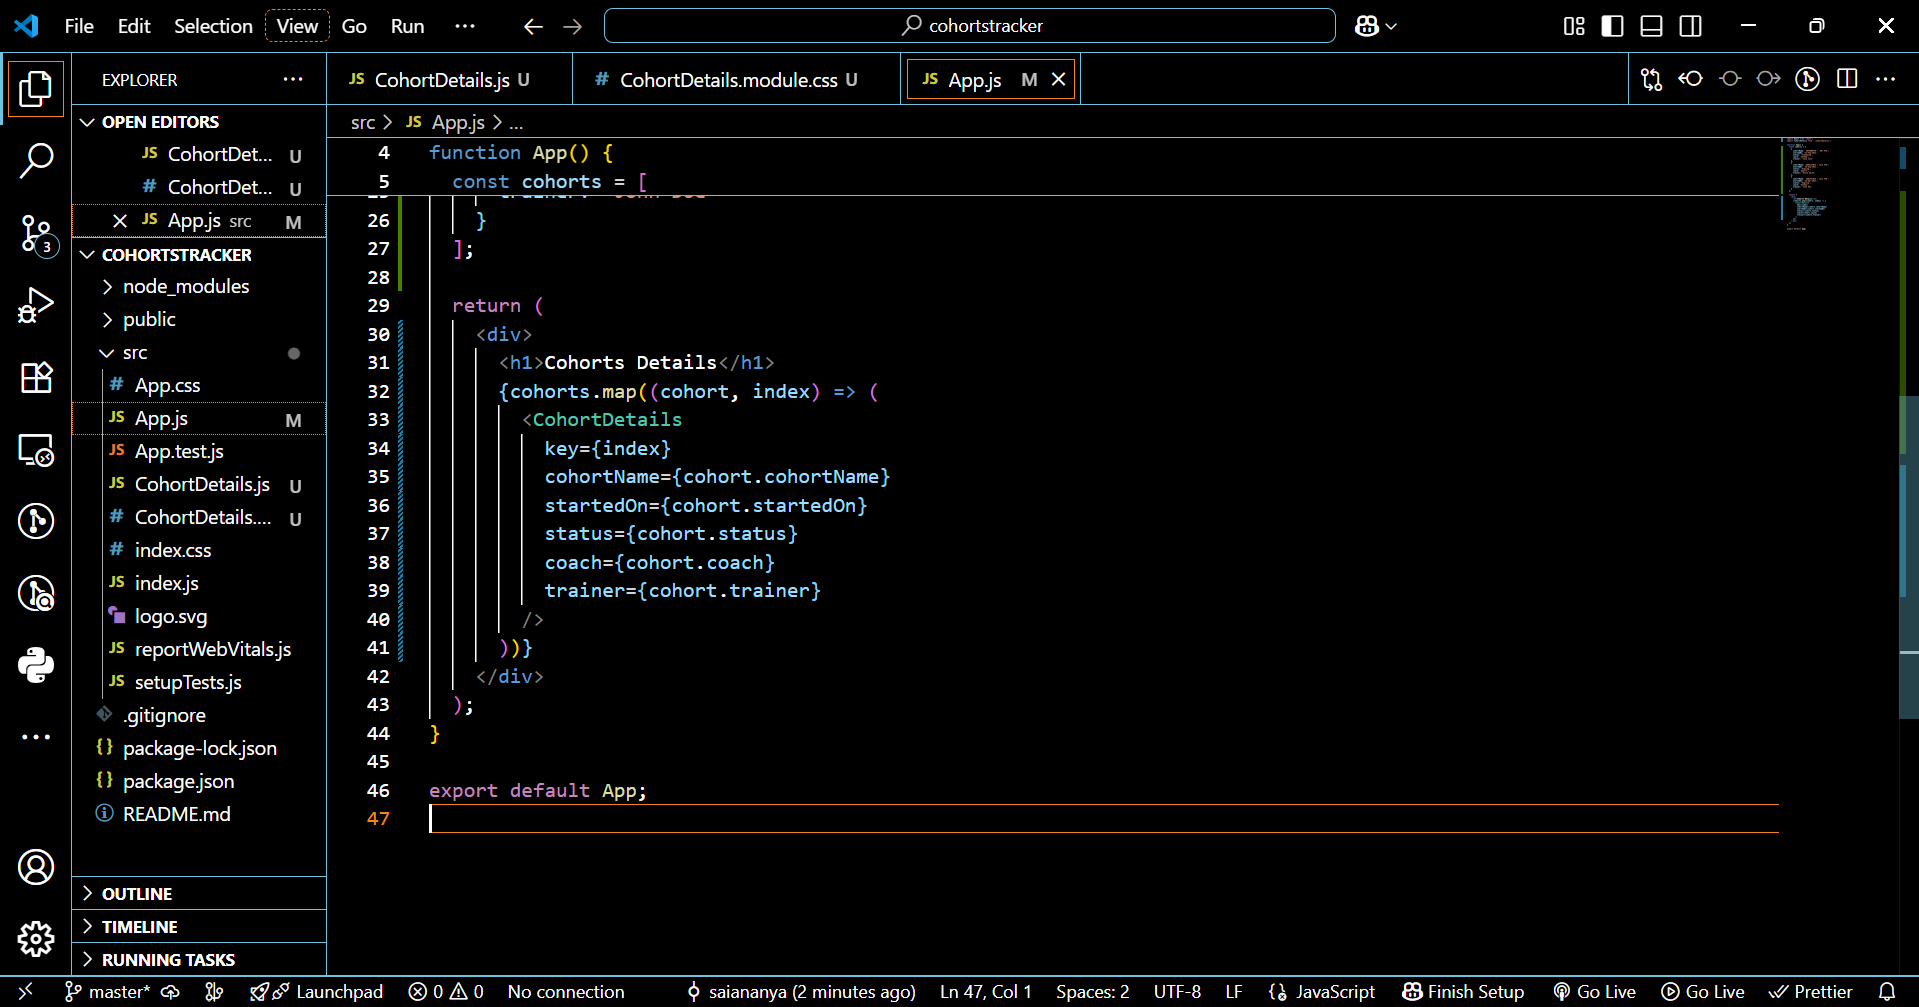 File Edit Selection View Go Run ··· cohortstracker
EXPLORER ···
OPEN EDITORS
JS CohortDet... U
# CohortDet... U
JS App.js src M
COHORTSTRACKER
node_modules
public
src
# App.css
JS App.js M
JS App.test.js
JS CohortDetails.js U
# CohortDetails.... U
# index.css
JS index.js
logo.svg
JS reportWebVitals.js
JS setupTests.js
.gitignore
{} package-lock.json
{} package.json
README.md
OUTLINE
TIMELINE
RUNNING TASKS
3
JS CohortDetails.js U # CohortDetails.module.css U JS App.js M
src > JS App.js > ...
4 function App() {
5 const cohorts = [
26 }
27 ];
28
29 return (
30 <div>
31 <h1>Cohorts Details</h1>
32 {cohorts.map((cohort, index) => (
33 <CohortDetails
34 key={index}
35 cohortName={cohort.cohortName}
36 startedOn={cohort.startedOn}
37 status={cohort.status}
38 coach={cohort.coach}
39 trainer={cohort.trainer}
40 />
41 ))}
42 </div>
43 );
44 }
45
46 export default App;
47
master* Launchpad 0 0 No connection saiananya (2 minutes ago) Ln 47, Col 1 Spaces: 2 UTF-8 LF JavaScript Finish Setup Go Live Go Live Prettier